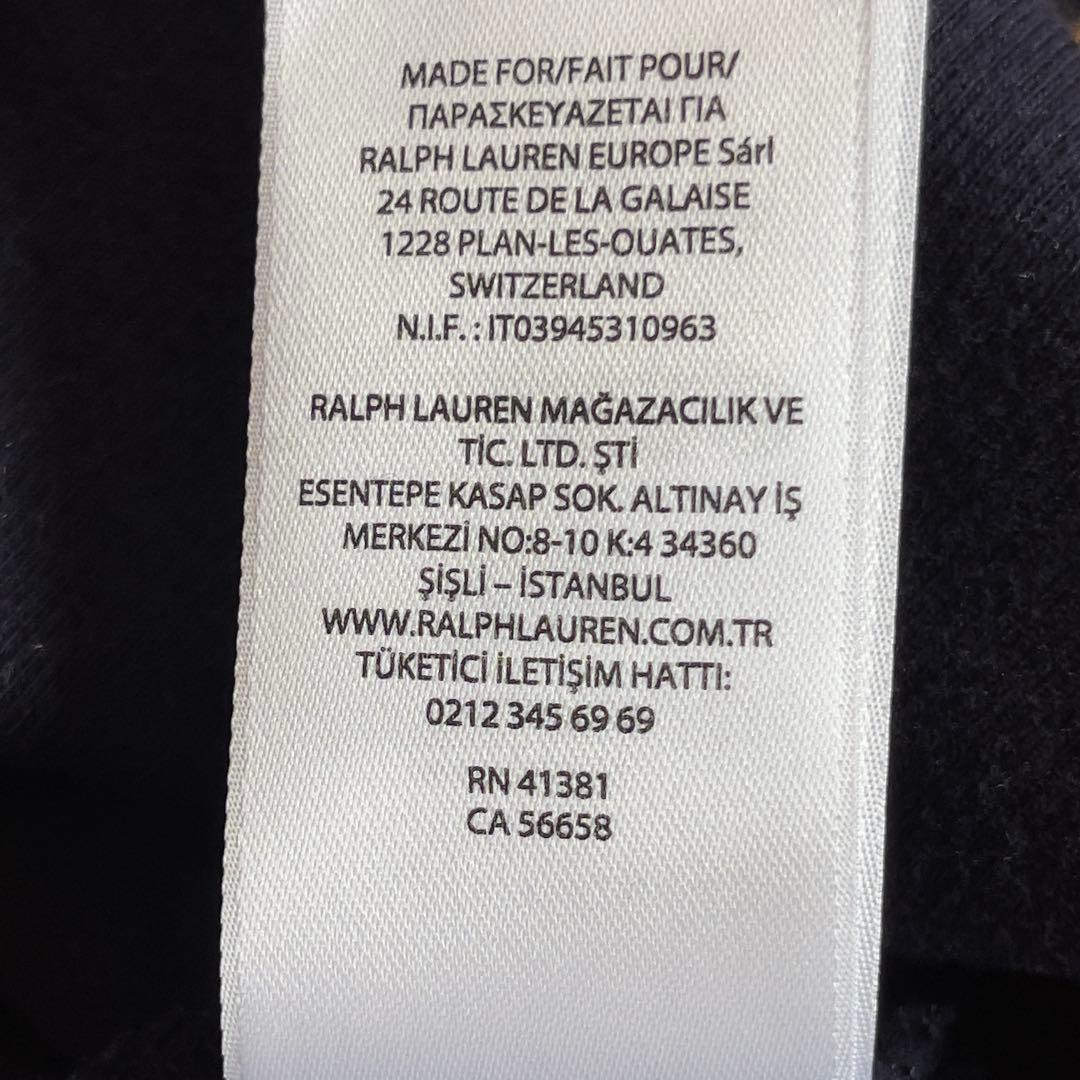 MADE FOR/FAIT POUR/
ΠΑΡΑΣΚΕΥΑΖΕΤΑΙ ΓΙΑ
RALPH LAUREN EUROPE Sárl
24 ROUTE DE LA GALAISE
1228 PLAN-LES-OUATES,
SWITZERLAND
N.I.F. : IT03945310963
RALPH LAUREN MAĞAZACILIK VE
TİC. LTD. ŞTİ
ESENTEPE KASAP SOK. ALTINAY İŞ
MERKEZİ NO:8-10 K:4 34360
ŞİŞLİ – İSTANBUL
WWW.RALPHLAUREN.COM.TR
TÜKETİCİ İLETİŞİM HATTI:
0212 345 69 69
RN 41381
CA 56658